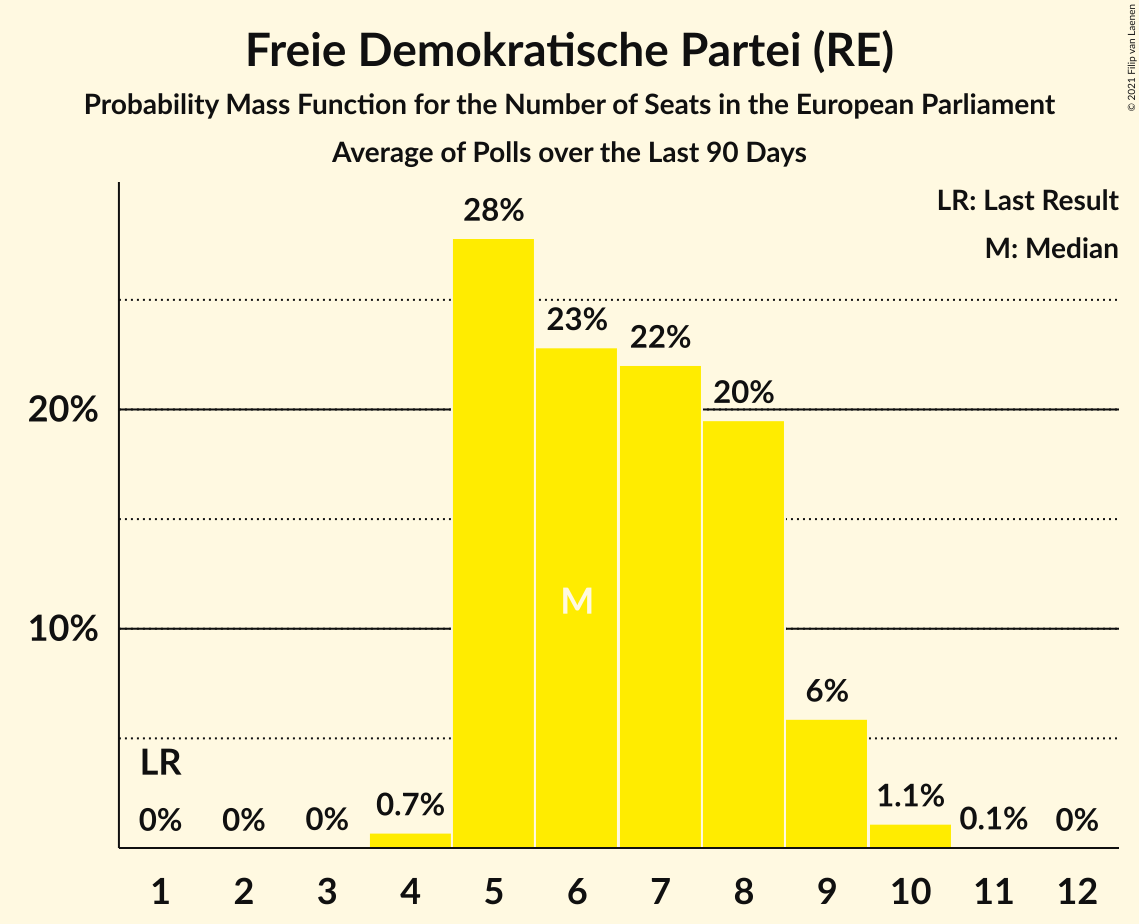 Freie Demokratische Partei (RE)
Probability Mass Function for the Number of Seats in the European Parliament
Average of Polls over the Last 90 Days
© 2021 Filip van Laenen
LR: Last Result
M: Median
28%
23%
22%
20%
20%
M
10%
6%
LR
0%
0%
0%
0.7%
1.1%
0.1%
0%
1 2 3 4 5 6 7 8 9 10 11 12